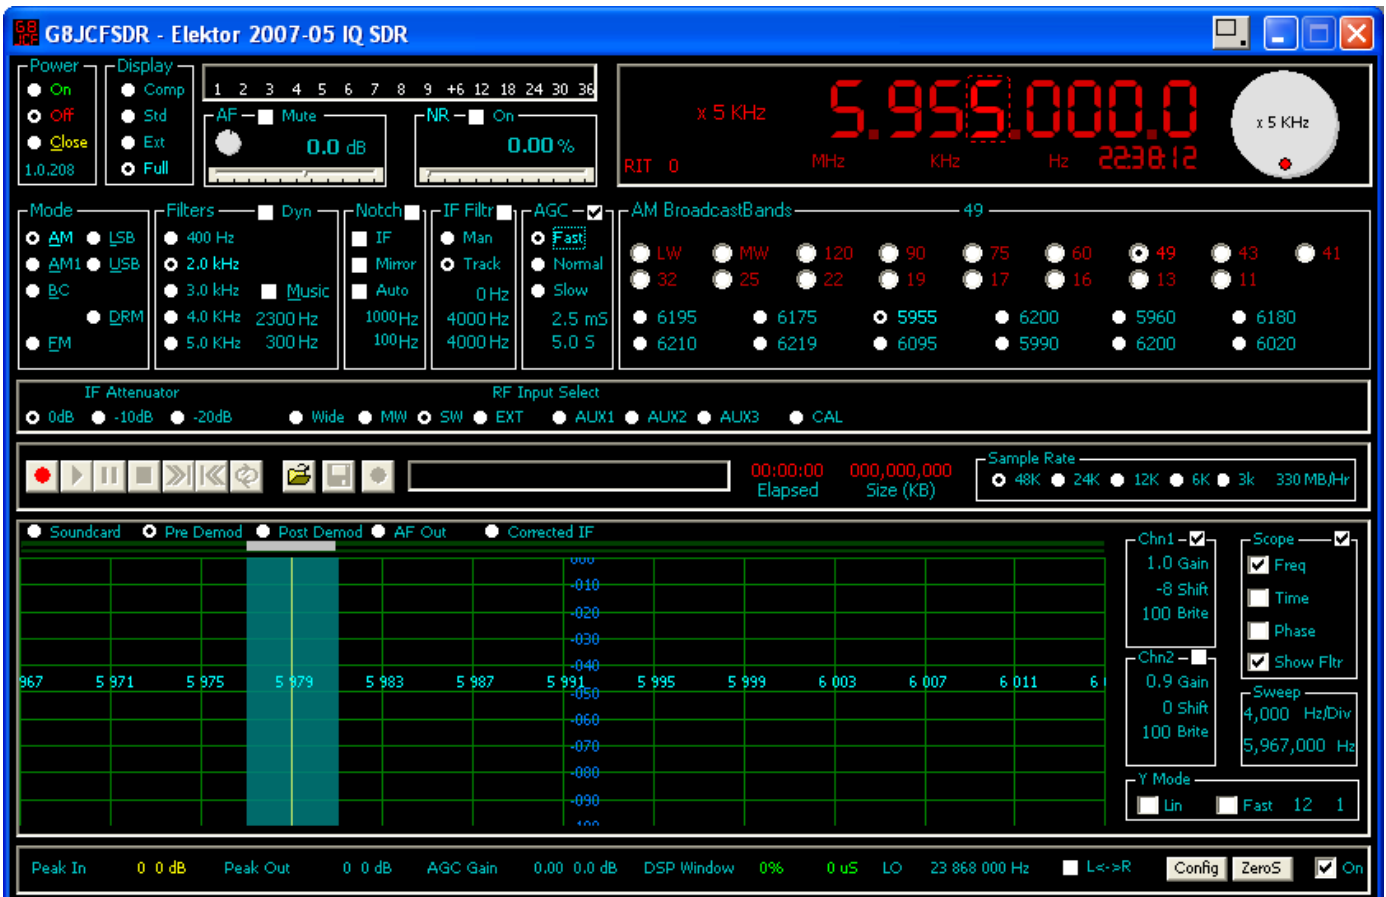 G8JCFSDR - Elektor 2007-05 IQ SDR
Power
On
Off
Close
1.0.208
Display
Comp
Std
Ext
Full
1 2 3 4 5 6 7 8 9 +6 12 18 24 30 36
AF Mute
0.0 dB
NR On
0.00 %
x 5 KHz
5.955.000.0
MHz KHz Hz 22:38:12
RIT 0
x 5 KHz
Mode
AM LSB
AM1 USB
BC
DRM
FM
Filters Dyn
400 Hz
2.0 kHz
3.0 kHz Music
4.0 KHz 2300 Hz
5.0 KHz 300 Hz
Notch
IF
Mirror
Auto
1000 Hz
100 Hz
IF Filtr
Man
Track
0 Hz
4000 Hz
4000 Hz
AGC
Fast
Normal
Slow
2.5 mS
5.0 S
AM BroadcastBands 49
LW MW 120 90 75 60 49 43 41
32 25 22 19 17 16 13 11
6195 6175 5955 6200 5960 6180
6210 6219 6095 5990 6200 6020
IF Attenuator RF Input Select
0dB -10dB -20dB Wide MW SW EXT AUX1 AUX2 AUX3 CAL
00:00:00 000,000,000
Elapsed Size (KB)
Sample Rate
48K 24K 12K 6K 3k 330 MB/Hr
Soundcard Pre Demod Post Demod AF Out Corrected IF
000
-010
-020
-030
-040
967 5 971 5 975 5 979 5 983 5 987 5 991 5 995 5 999 6 003 6 007 6 011 6
-050
-060
-070
-080
-090
-100
Chn1
1.0 Gain
-8 Shift
100 Brite
Chn2
0.9 Gain
0 Shift
100 Brite
Scope
Freq
Time
Phase
Show Fltr
Sweep
4,000 Hz/Div
5,967,000 Hz
Y Mode
Lin Fast 12 1
Peak In 0 0 dB Peak Out 0 0 dB AGC Gain 0.00 0.0 dB DSP Window 0% 0 uS LO 23 868 000 Hz L<->R Config ZeroS On